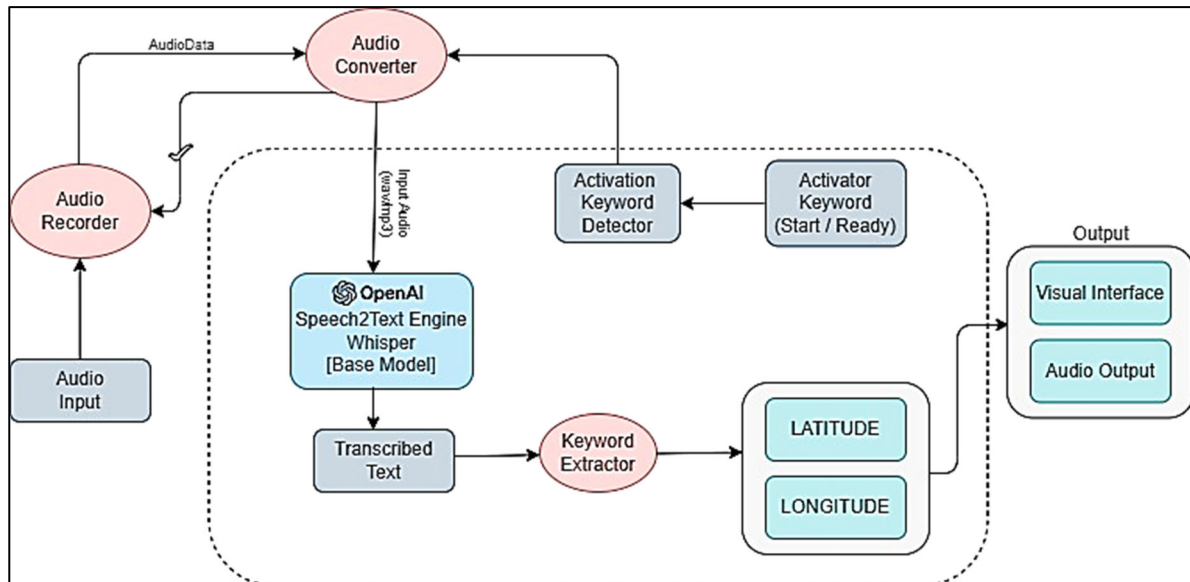 AudioData
Audio
Converter
Audio
Recorder
Input Audio
(wav/mp3)
Activation
Keyword
Detector
Activator
Keyword
(Start / Ready)
Output
Visual Interface
Audio Output
OpenAI
Speech2Text Engine
Whisper
[Base Model]
Audio
Input
Transcribed
Text
Keyword
Extractor
LATITUDE
LONGITUDE